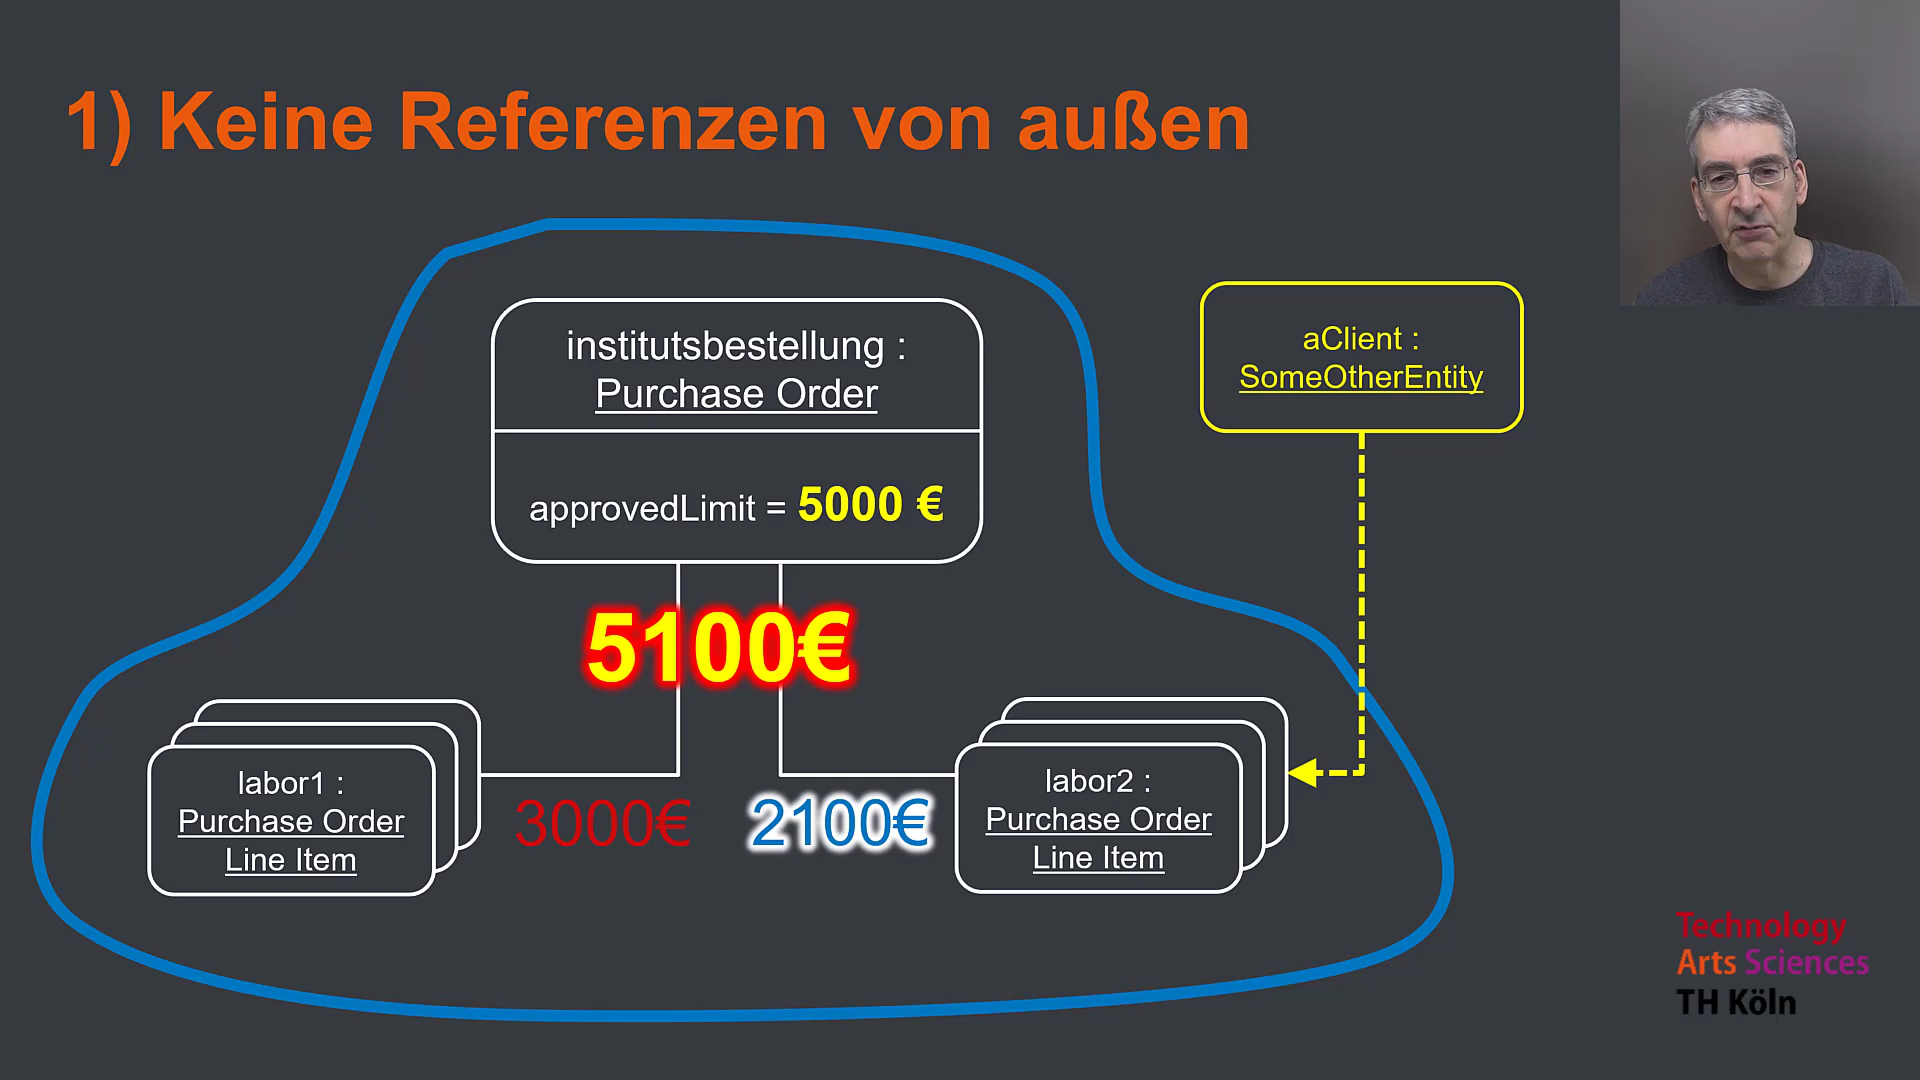 1) Keine Referenzen von außen
institutsbestellung :
Purchase Order
approvedLimit = 5000 €
aClient :
SomeOtherEntity
5100€
labor1 :
Purchase Order
Line Item
3000€
2100€
labor2 :
Purchase Order
Line Item
Technology
Arts Sciences
TH Köln